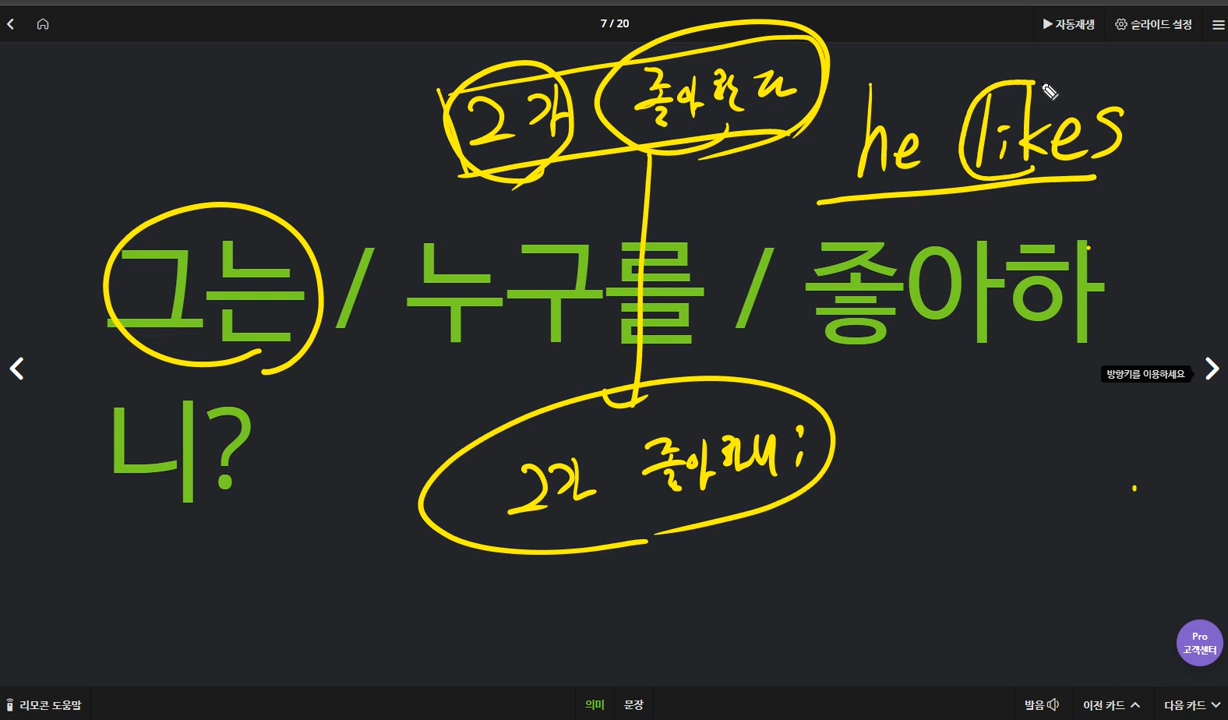 7 / 20
자동재생
슬라이드 설정
그가 좋아한다
he likes
그는 / 누구를 / 좋아하
니?
방향키를 이용하세요
그가 좋아해
Pro
고객센터
리모콘 도움말
의미
문장
발음
이전 카드
다음 카드